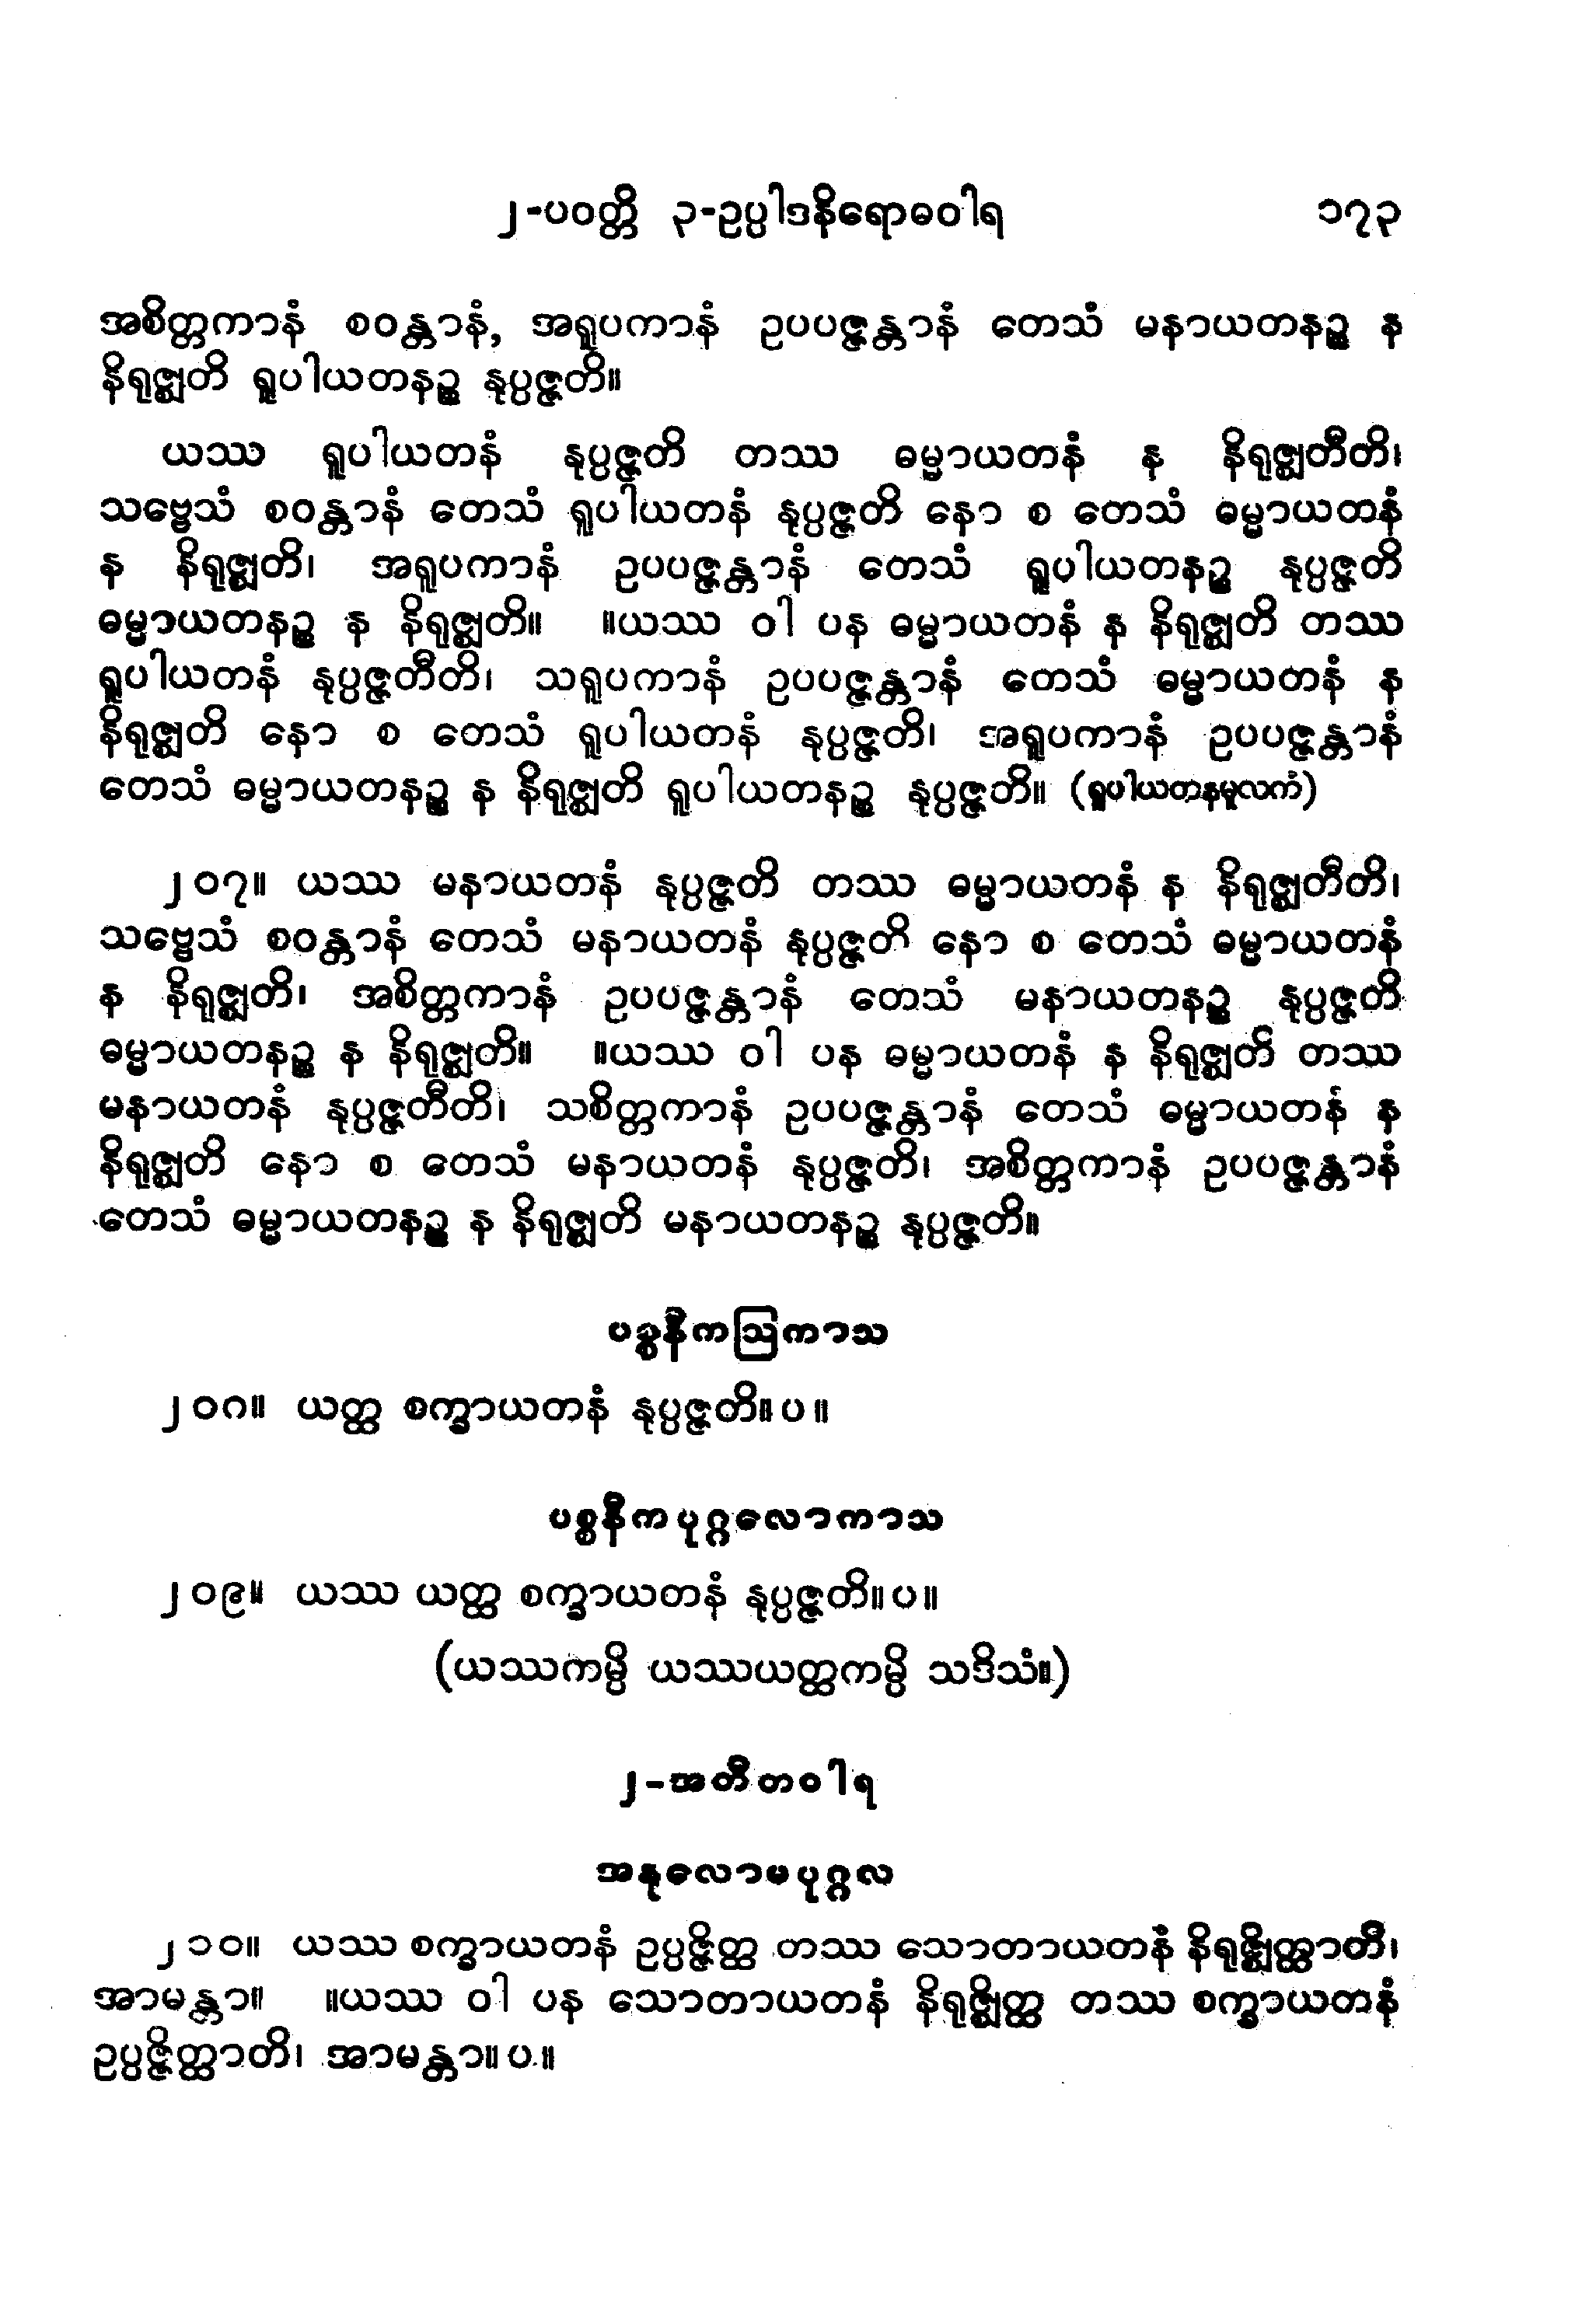 ၂-ပဝတ္တိ ၃-ဥပ္ပါဒနိရောဓဝါရ ၁၇၃
အစိတ္တကာနံ စဝန္တာနံ, အရူပကာနံ ဥပပဇ္ဇန္တာနံ တေသံ မနာယတနဉ္စ န
နိရုဇ္ဈတိ ရူပါယတနဉ္စ နုပ္ပဇ္ဇတိ။
ယဿ ရူပါယတနံ နုပ္ပဇ္ဇတိ တဿ ဓမ္မာယတနံ န နိရုဇ္ဈတီတိ၊
သဗ္ဗေသံ စဝန္တာနံ တေသံ ရူပါယတနံ နုပ္ပဇ္ဇတိ နော စ တေသံ ဓမ္မာယတနံ
န နိရုဇ္ဈတိ၊ အရူပကာနံ ဥပပဇ္ဇန္တာနံ တေသံ ရူပါယတနဉ္စ နုပ္ပဇ္ဇတိ
ဓမ္မာယတနဉ္စ န နိရုဇ္ဈတိ။ ။ယဿ ဝါ ပန ဓမ္မာယတနံ န နိရုဇ္ဈတိ တဿ
ရူပါယတနံ နုပ္ပဇ္ဇတီတိ၊ သရူပကာနံ ဥပပဇ္ဇန္တာနံ တေသံ ဓမ္မာယတနံ န
နိရုဇ္ဈတိ နော စ တေသံ ရူပါယတနံ နုပ္ပဇ္ဇတိ၊ အရူပကာနံ ဥပပဇ္ဇန္တာနံ
တေသံ ဓမ္မာယတနဉ္စ န နိရုဇ္ဈတိ ရူပါယတနဉ္စ နုပ္ပဇ္ဇတိ။ (ရူပါယတနမူလကံ)
၂၀၇။ ယဿ မနာယတနံ နုပ္ပဇ္ဇတိ တဿ ဓမ္မာယတနံ န နိရုဇ္ဈတီတိ၊
သဗ္ဗေသံ စဝန္တာနံ တေသံ မနာယတနံ နုပ္ပဇ္ဇတိ နော စ တေသံ ဓမ္မာယတနံ
န နိရုဇ္ဈတိ၊ အစိတ္တကာနံ ဥပပဇ္ဇန္တာနံ တေသံ မနာယတနဉ္စ နုပ္ပဇ္ဇတိ
ဓမ္မာယတနဉ္စ န နိရုဇ္ဈတိ။ ။ယဿ ဝါ ပန ဓမ္မာယတနံ န နိရုဇ္ဈတိ တဿ
မနာယတနံ နုပ္ပဇ္ဇတီတိ၊ သစိတ္တကာနံ ဥပပဇ္ဇန္တာနံ တေသံ ဓမ္မာယတနံ န
နိရုဇ္ဈတိ နော စ တေသံ မနာယတနံ နုပ္ပဇ္ဇတိ၊ အစိတ္တကာနံ ဥပပဇ္ဇန္တာနံ
တေသံ ဓမ္မာယတနဉ္စ န နိရုဇ္ဈတိ မနာယတနဉ္စ နုပ္ပဇ္ဇတိ။
ပစ္စနီကဩကာသ
၂၀၈။ ယတ္ထ စက္ခာယတနံ နုပ္ပဇ္ဇတိ။ပ။
ပစ္စနီကပုဂ္ဂလောကာသ
၂၀၉။ ယဿ ယတ္ထ စက္ခာယတနံ နုပ္ပဇ္ဇတိ။ပ။
(ယဿကမ္ပိ ယဿယတ္ထကမ္ပိ သဒိသံ။)
၂-အတီတဝါရ
အနုလောမပုဂ္ဂလ
၂၁၀။ ယဿ စက္ခာယတနံ ဥပ္ပဇ္ဇိတ္ထ တဿ သောတာယတနံ နိရုဇ္ဈိတ္ထာတိ၊
အာမန္တာ။ ။ယဿ ဝါ ပန သောတာယတနံ နိရုဇ္ဈိတ္ထ တဿ စက္ခာယတနံ
ဥပ္ပဇ္ဇိတ္ထာတိ၊ အာမန္တာ။ပ။